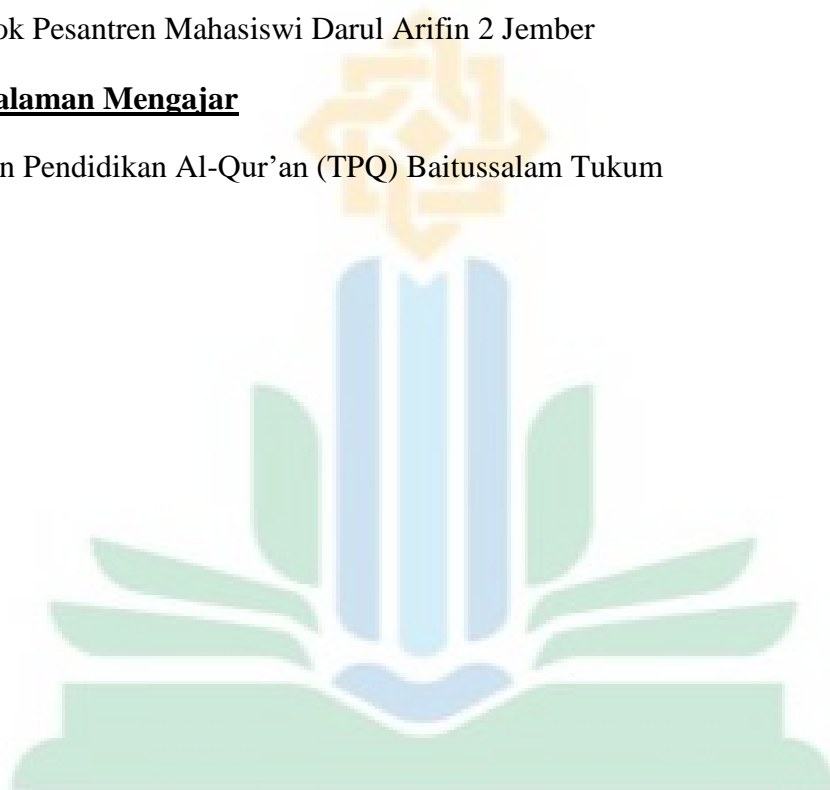 ok Pesantren Mahasiswi Darul Arifin 2 Jember
alaman Mengajar
n Pendidikan Al-Qur’an (TPQ) Baitussalam Tukum